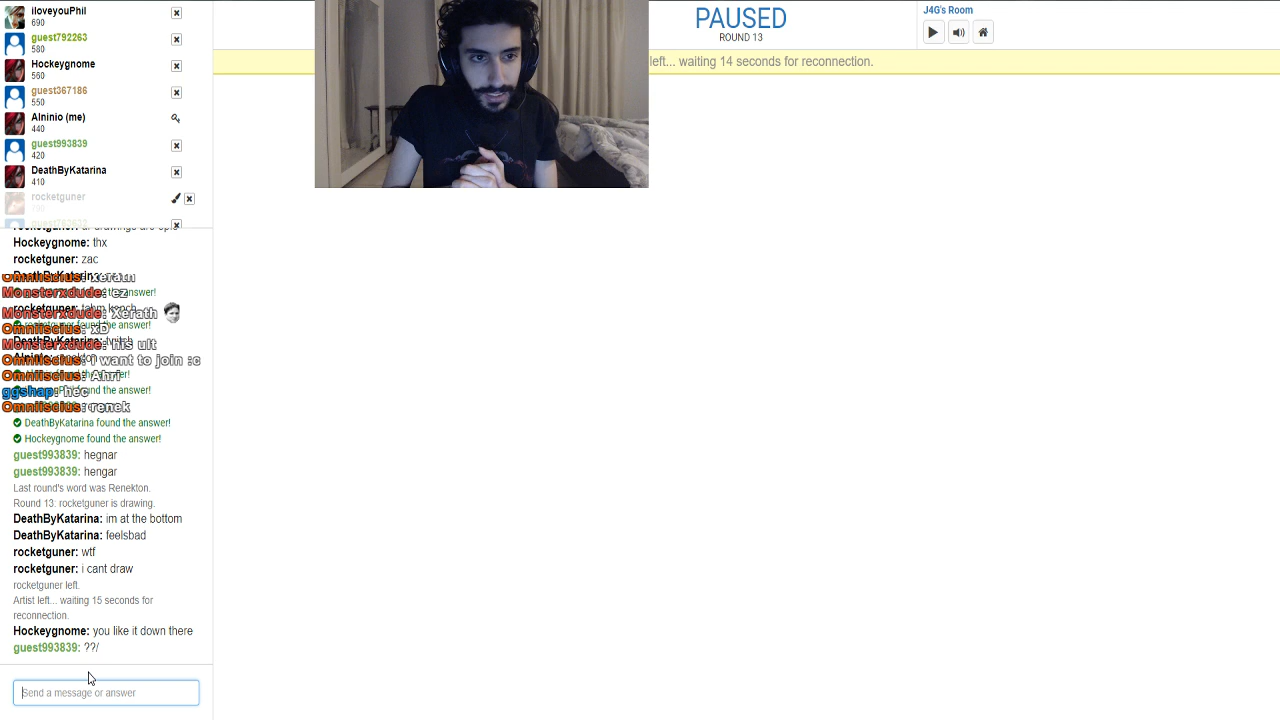 iloveyouPhil
690
guest792263
580
Hockeygnome
560
guest367186
550
Alninio (me)
440
guest993839
420
DeathByKatarina
410
rocketguner
PAUSED
ROUND 13
J4G's Room
left... waiting 14 seconds for reconnection.
Hockeygnome: thx
rocketguner: zac
Omniiscius: xerath
Monsterxdude: ez
Monsterxdude: Xerath
Omniiscius: xD
Monsterxdude: his ult
Omniiscius: i want to join :c
Omniiscius: Ahri
ggshap: hec
Omniiscius: renek
DeathByKatarina found the answer!
Hockeygnome found the answer!
guest993839: hegnar
guest993839: hengar
Last round's word was Renekton.
Round 13: rocketguner is drawing.
DeathByKatarina: im at the bottom
DeathByKatarina: feelsbad
rocketguner: wtf
rocketguner: i cant draw
rocketguner left.
Artist left... waiting 15 seconds for
reconnection.
Hockeygnome: you like it down there
guest993839: ??/
Send a message or answer